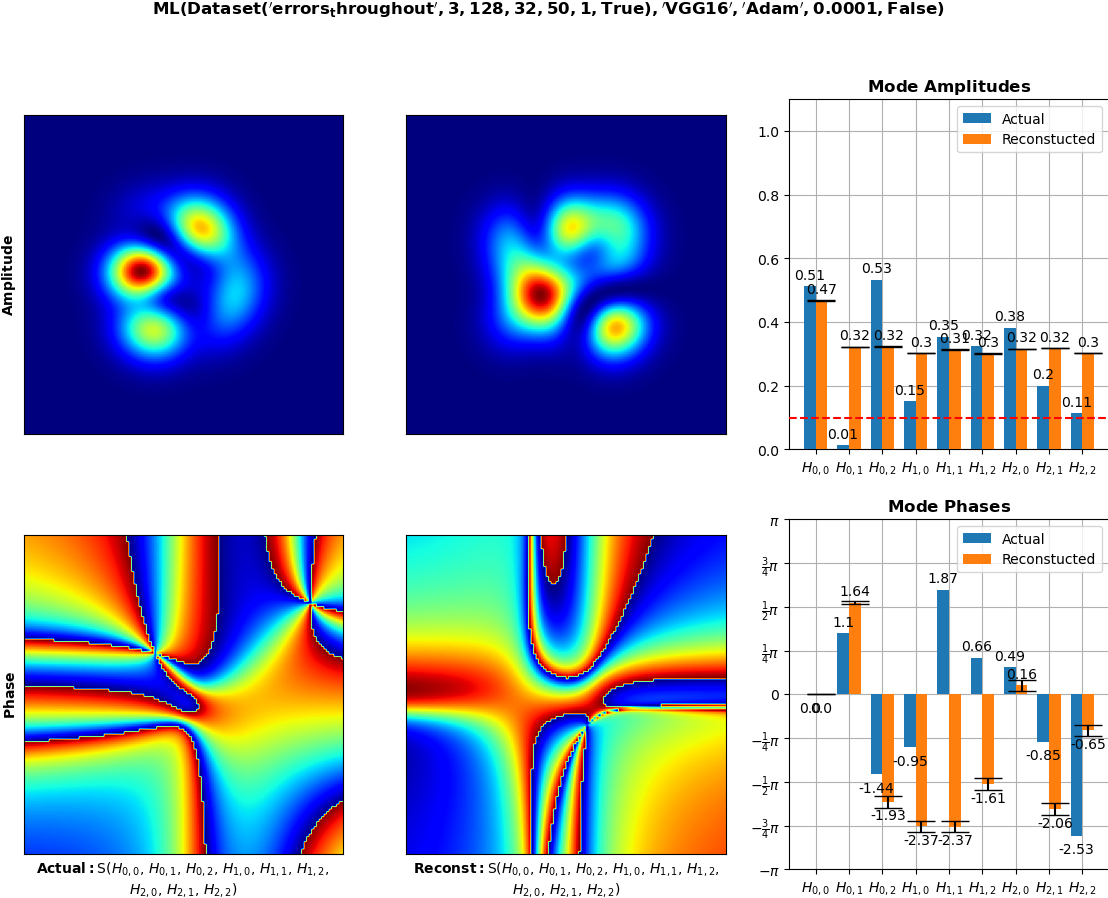 ML(Dataset('errors_throughout', 3, 128, 32, 50, 1, True), 'VGG16', 'Adam', 0.0001, False)
Amplitude
Mode Amplitudes
Actual
Reconstucted
1.0
0.8
0.6
0.4
0.2
0.0
0.51
0.47
0.01
0.32
0.53
0.32
0.15
0.3
0.35
0.31
0.32
0.3
0.38
0.32
0.2
0.32
0.11
0.3
H0,0 H0,1 H0,2 H1,0 H1,1 H1,2 H2,0 H2,1 H2,2
Phase
Actual: S(H0,0, H0,1, H0,2, H1,0, H1,1, H1,2,
H2,0, H2,1, H2,2)
Reconst: S(H0,0, H0,1, H0,2, H1,0, H1,1, H1,2,
H2,0, H2,1, H2,2)
Mode Phases
Actual
Reconstucted
π
3/4π
1/2π
1/4π
0
-1/4π
-1/2π
-3/4π
-π
0.0
0.0
1.1
1.64
-1.44
-1.93
-0.95
-2.37
1.87
-2.37
0.66
-1.61
0.49
0.16
-0.85
-2.06
-2.53
-0.65
H0,0 H0,1 H0,2 H1,0 H1,1 H1,2 H2,0 H2,1 H2,2